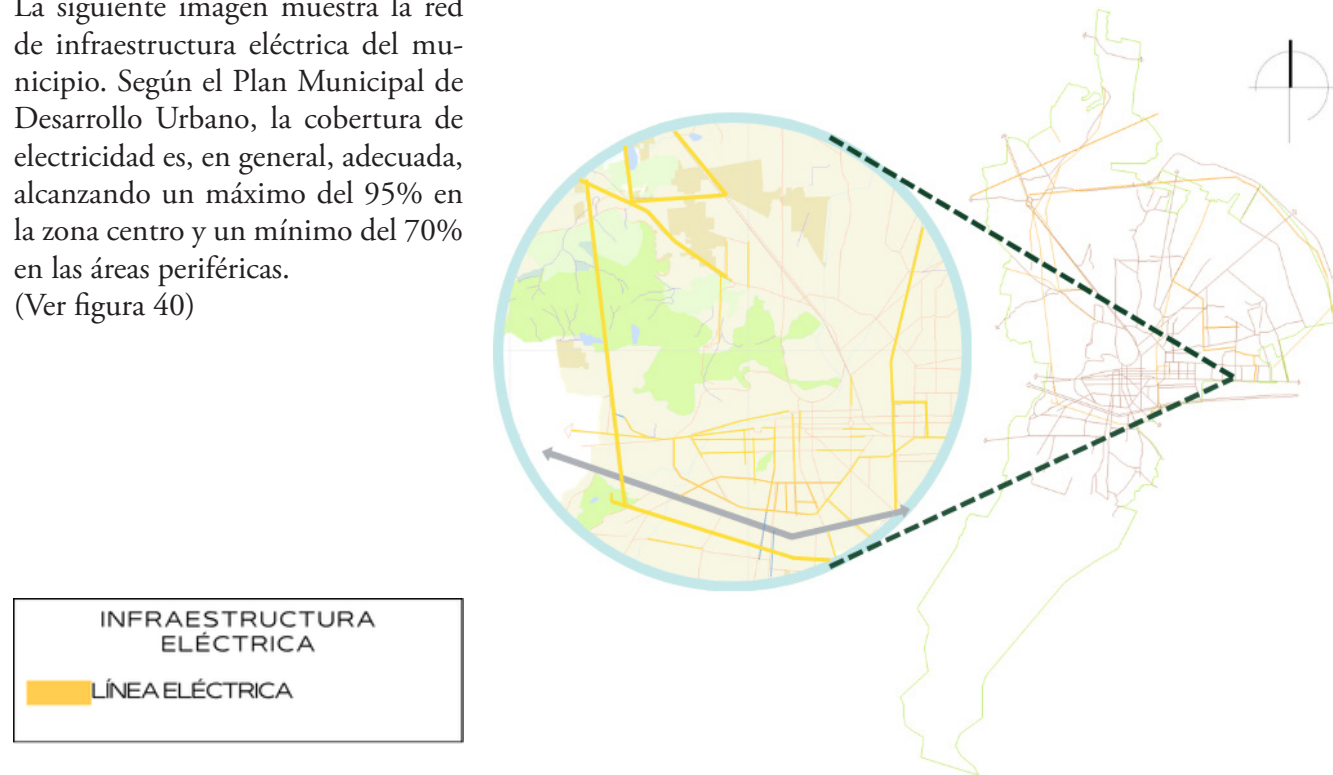 La siguiente imagen muestra la red
de infraestructura eléctrica del mu-
nicipio. Según el Plan Municipal de
Desarrollo Urbano, la cobertura de
electricidad es, en general, adecuada,
alcanzando un máximo del 95% en
la zona centro y un mínimo del 70%
en las áreas periféricas.
(Ver figura 40)
INFRAESTRUCTURA
ELÉCTRICA
LÍNEA ELÉCTRICA